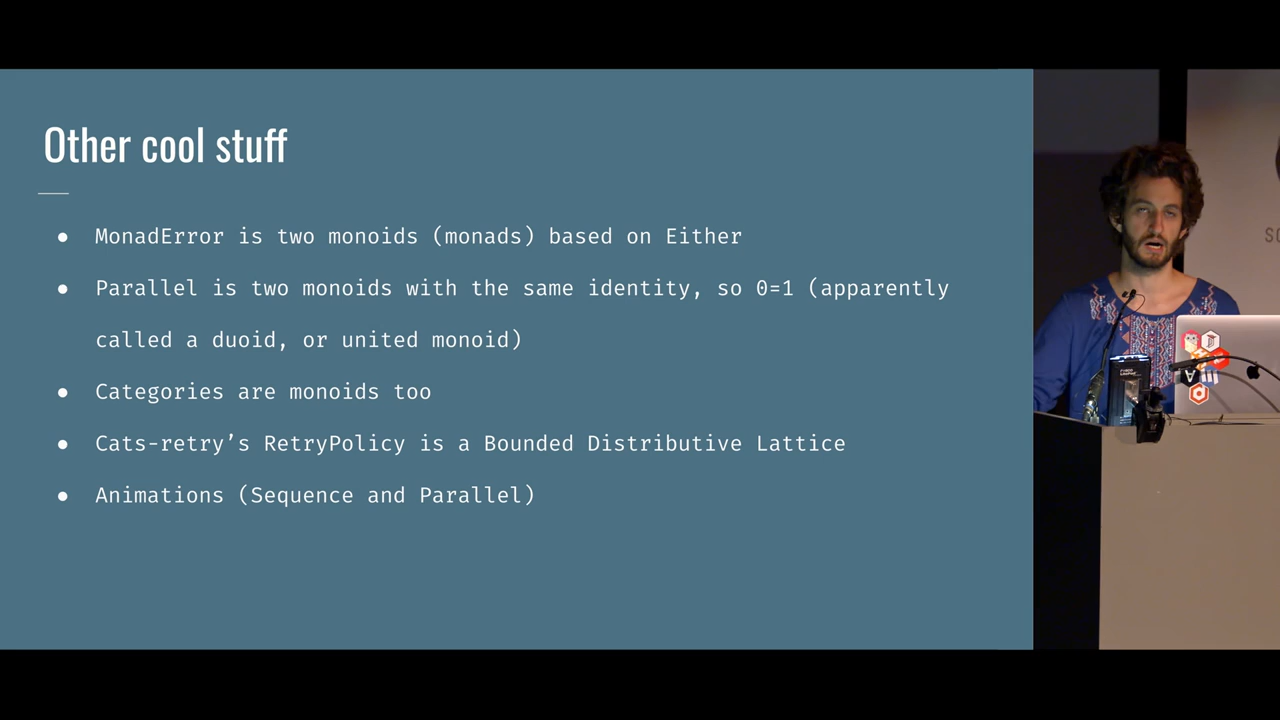 Other cool stuff
● MonadError is two monoids (monads) based on Either
● Parallel is two monoids with the same identity, so 0=1 (apparently
called a duoid, or united monoid)
● Categories are monoids too
● Cats-retry’s RetryPolicy is a Bounded Distributive Lattice
● Animations (Sequence and Parallel)